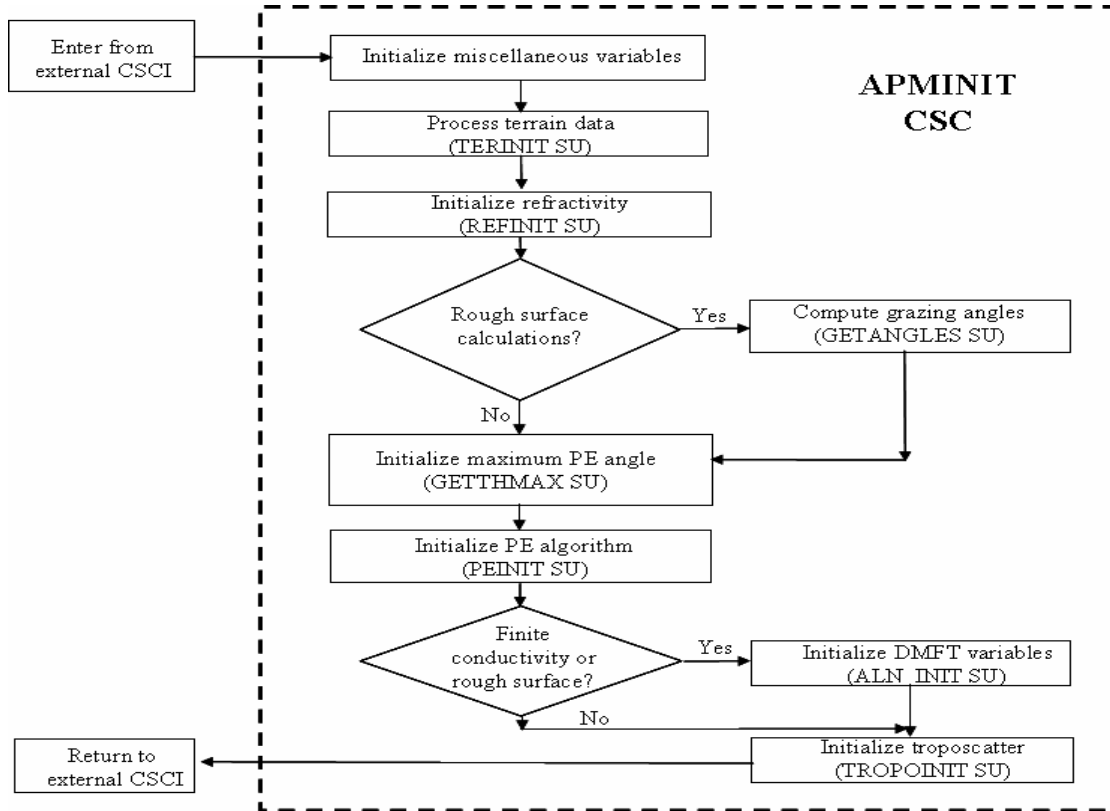 Enter from
external CSCI
Initialize miscellaneous variables
APMINIT
CSC
Process terrain data
(TERINIT SU)
Initialize refractivity
(REFINIT SU)
Rough surface
calculations?
Yes
Compute grazing angles
(GETANGLES SU)
No
Initialize maximum PE angle
(GETTHMAX SU)
Initialize PE algorithm
(PEINIT SU)
Finite
conductivity or
rough surface?
Yes
Initialize DMFT variables
(ALN_INIT SU)
No
Initialize troposcatter
(TROPOINIT SU)
Return to
external CSCI